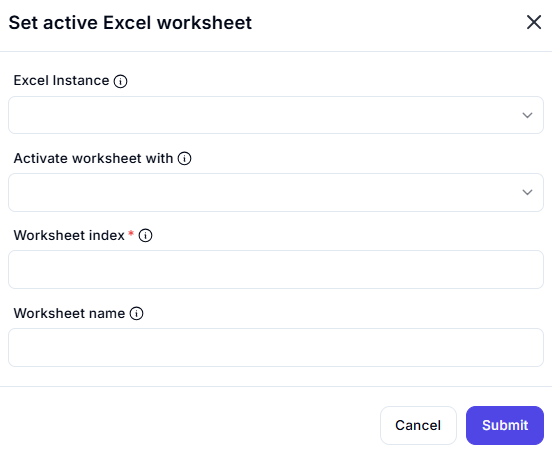 Set active Excel worksheet
Excel Instance
Activate worksheet with
Worksheet index *
Worksheet name
Cancel
Submit